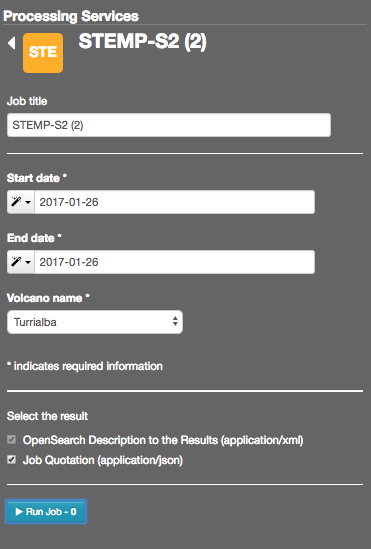 Processing Services
STE
STEMP-S2 (2)
Job title
STEMP-S2 (2)
Start date *
2017-01-26
End date *
2017-01-26
Volcano name *
Turrialba
* indicates required information
Select the result
OpenSearch Description to the Results (application/xml)
Job Quotation (application/json)
Run Job - 0